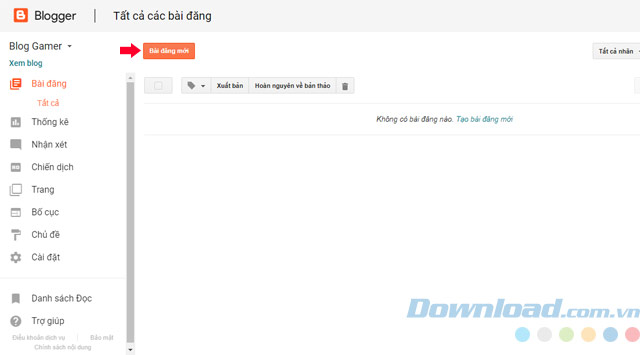 Blogger
Tất cả các bài đăng
Blog Gamer
Xem blog
Bài đăng mới
Tất cả nhãn
Bài đăng
Tất cả
Xuất bản
Hoàn nguyên về bản thảo
Không có bài đăng nào. Tạo bài đăng mới
Thống kê
Nhận xét
Chiến dịch
Trang
Bố cục
Chủ đề
Cài đặt
Danh sách Đọc
Trợ giúp
Điều khoản dịch vụ
Bảo mật
Chính sách nội dung
Download.com.vn